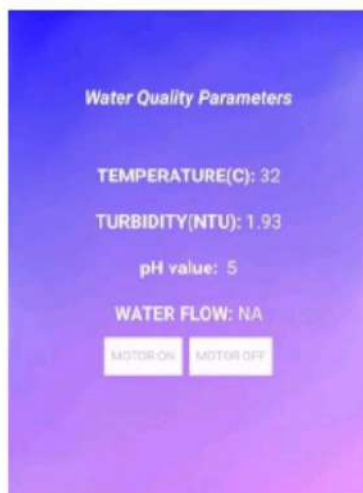 Water Quality Parameters
TEMPERATURE(C): 32
TURBIDITY(NTU): 1.93
pH value: 5
WATER FLOW: NA
MOTOR ON MOTOR OFF